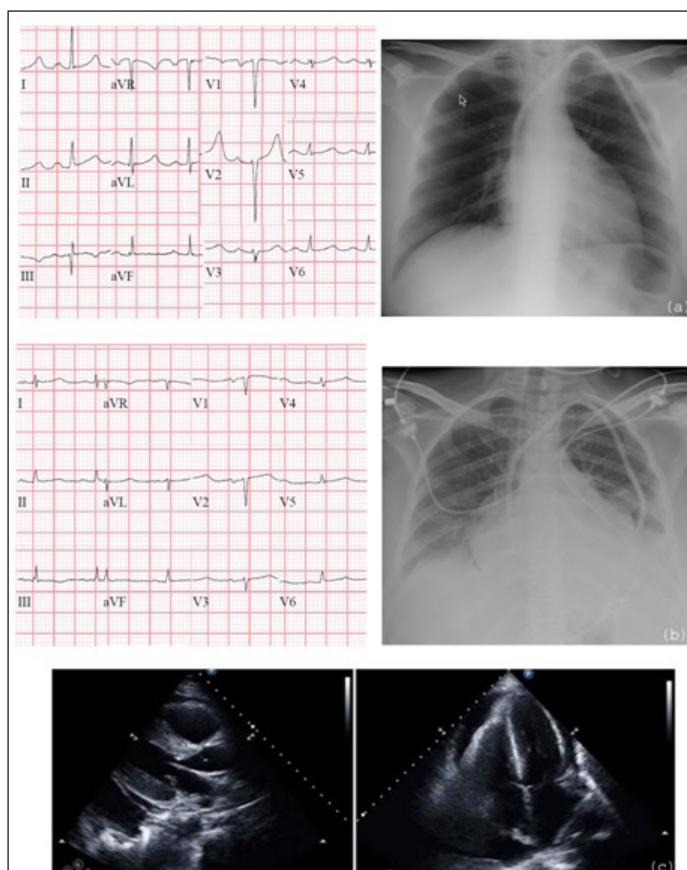 I aVR V1 V4
II aVL V2 V5
III aVF V3 V6
(a)
I aVR V1 V4
II aVL V2 V5
III aVF V3 V6
(b)
(c)